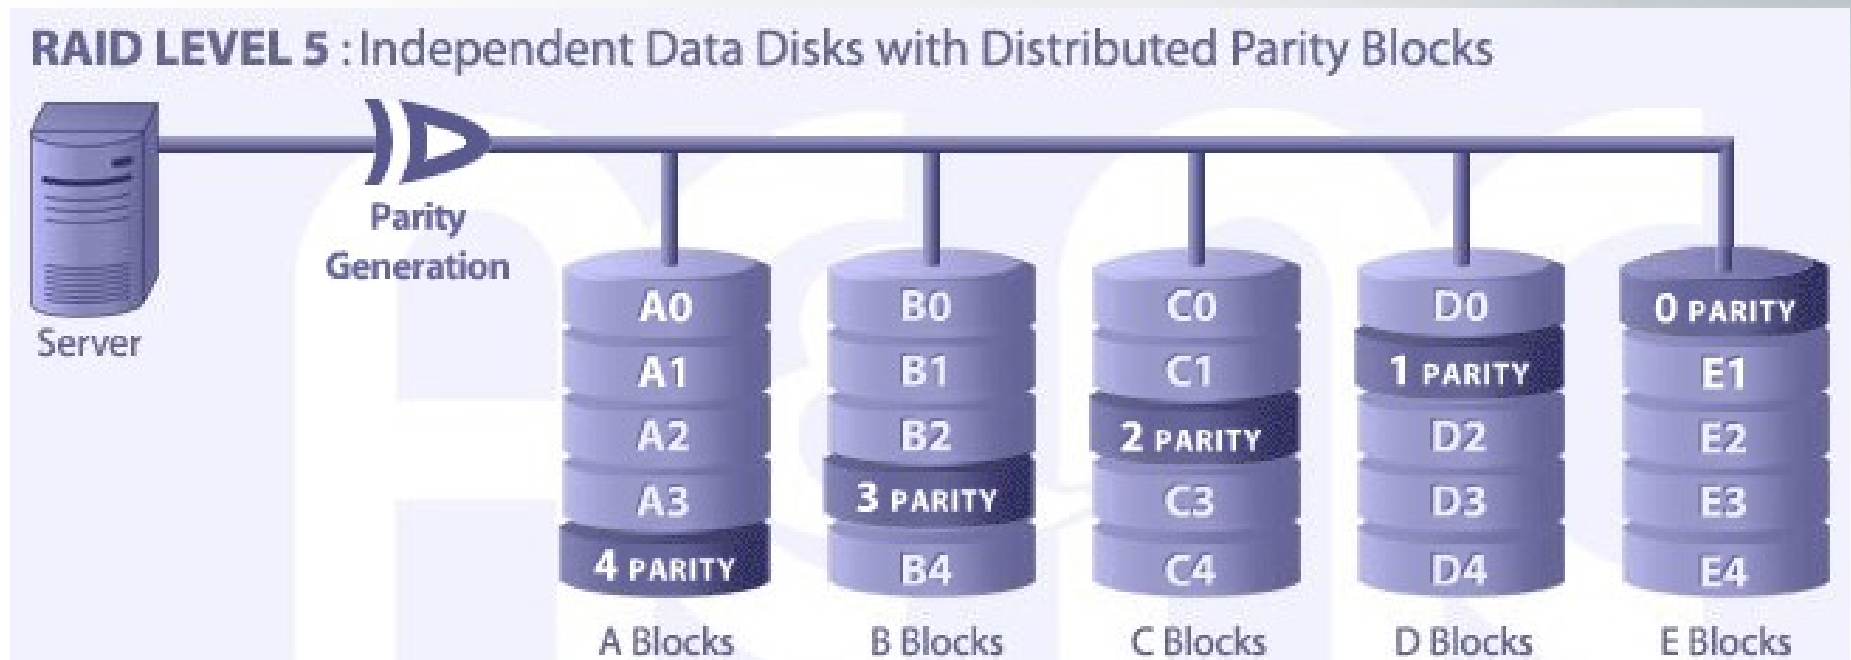 RAID LEVEL 5 : Independent Data Disks with Distributed Parity Blocks
Parity
Generation
Server
A0 B0 C0 D0 0 PARITY
A1 B1 C1 1 PARITY E1
A2 B2 2 PARITY D2 E2
A3 3 PARITY C3 D3 E3
4 PARITY B4 C4 D4 E4
A Blocks B Blocks C Blocks D Blocks E Blocks